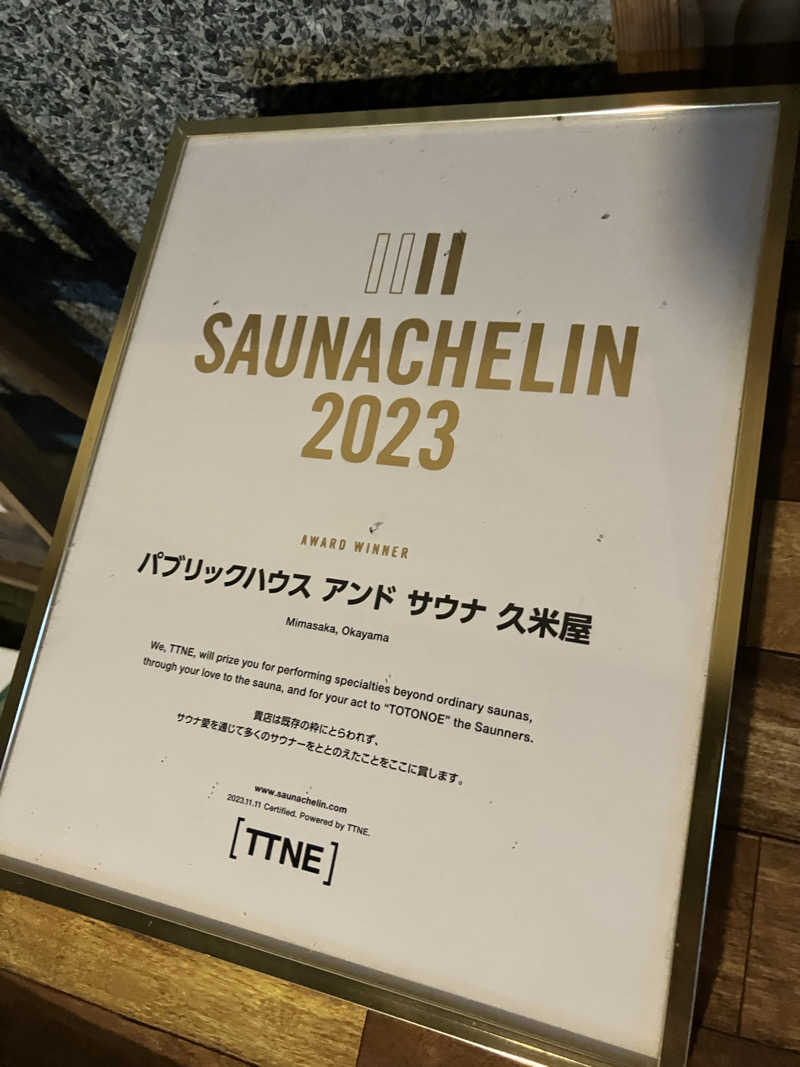 SAUNACHELIN
2023
AWARD WINNER
パブリックハウス アンド サウナ 久米屋
Mimasaka, Okayama
We, TTNE, will prize you for performing specialties beyond ordinary saunas,
through your love to the sauna, and for your act to “TOTONOE” the Saunners.
貴店は既存の枠にとらわれず、
サウナ愛を通じて多くのサウナーをととのえたことをここに賞します。
www.saunachelin.com
2023.11.11 Certified. Powered by TTNE.
[TTNE]